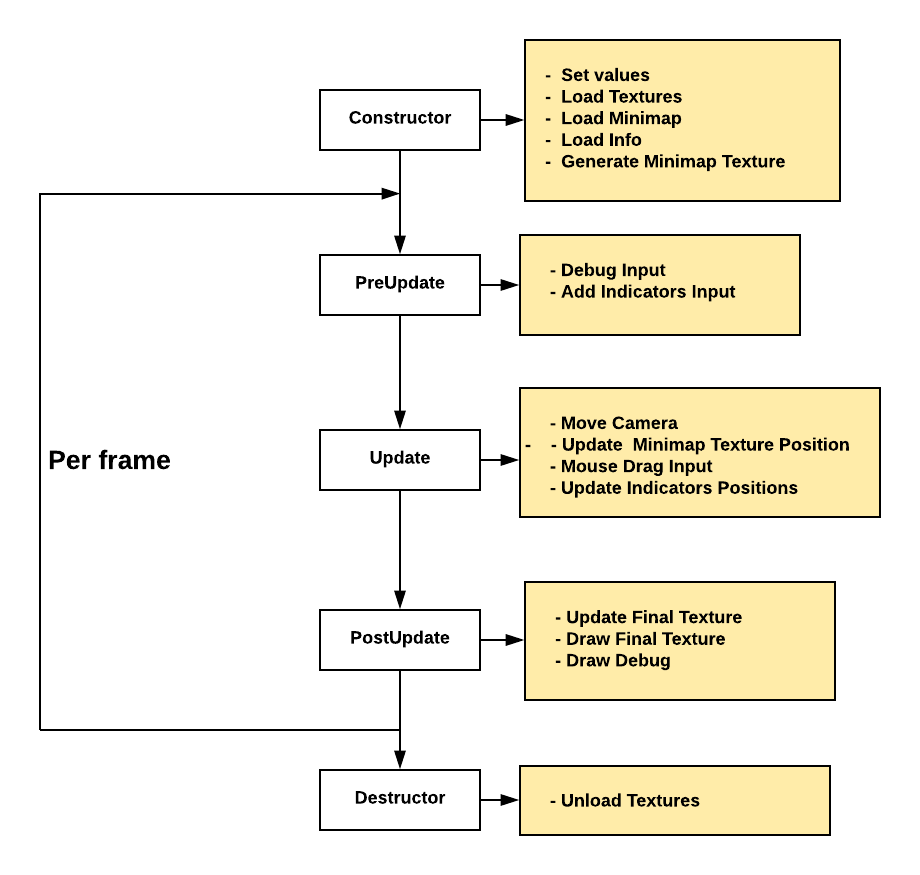 Constructor
- Set values
- Load Textures
- Load Minimap
- Load Info
- Generate Minimap Texture
PreUpdate
- Debug Input
- Add Indicators Input
Per frame
Update
- Move Camera
- - Update Minimap Texture Position
- Mouse Drag Input
- Update Indicators Positions
PostUpdate
- Update Final Texture
- Draw Final Texture
- Draw Debug
Destructor
- Unload Textures